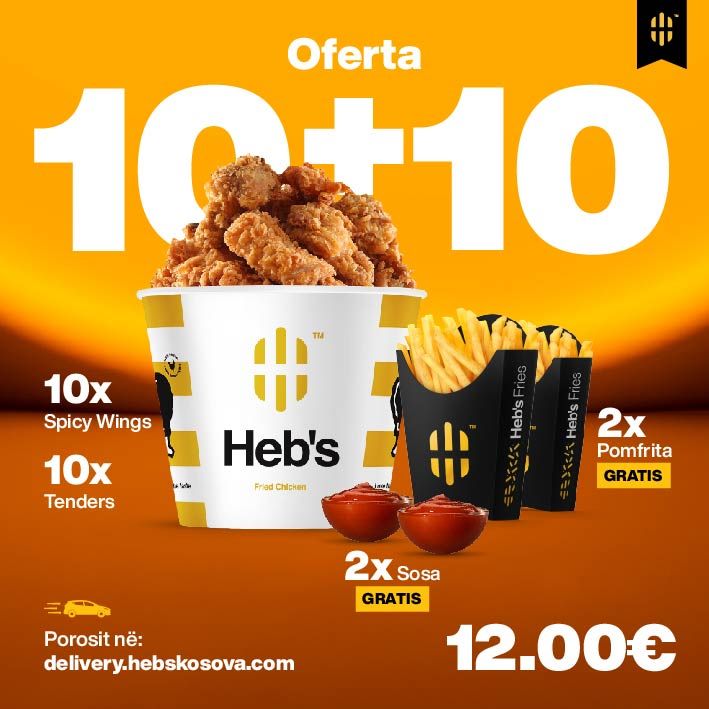 Oferta
10+10
TM
Heb's
Fried Chicken
10x
Spicy Wings
10x
Tenders
Heb's Fries
Heb's Fries
2x
Pomfrita
GRATIS
2x Sosa
GRATIS
Porosit në:
delivery.hebskosova.com
12.00€